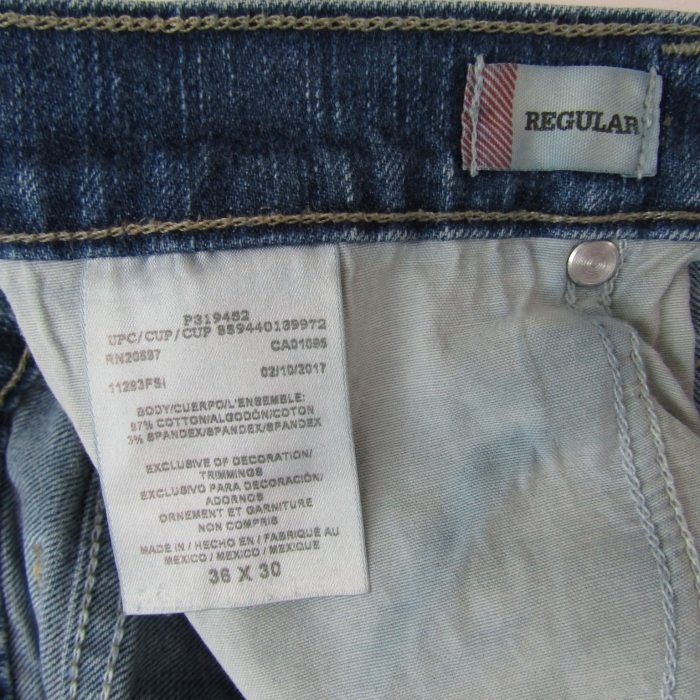 REGULAR
P319452
UPC/CUP/CUP 889440139972
RN20697 CA01095
11293FSI 02/10/2017
BODY/CUERPO/L'ENSEMBLE:
97% COTTON/ALGODÓN/COTON
3% SPANDEX/SPANDEX/SPANDEX
EXCLUSIVE OF DECORATION/
TRIMMINGS
EXCLUSIVO PARA DECORACIÓN/
ADORNOS
ORNEMENT ET GARNITURE
NON COMPRIS
MADE IN / HECHO EN / FABRIQUÉ AU
MEXICO / MEXICO / MEXIQUE
36 X 30